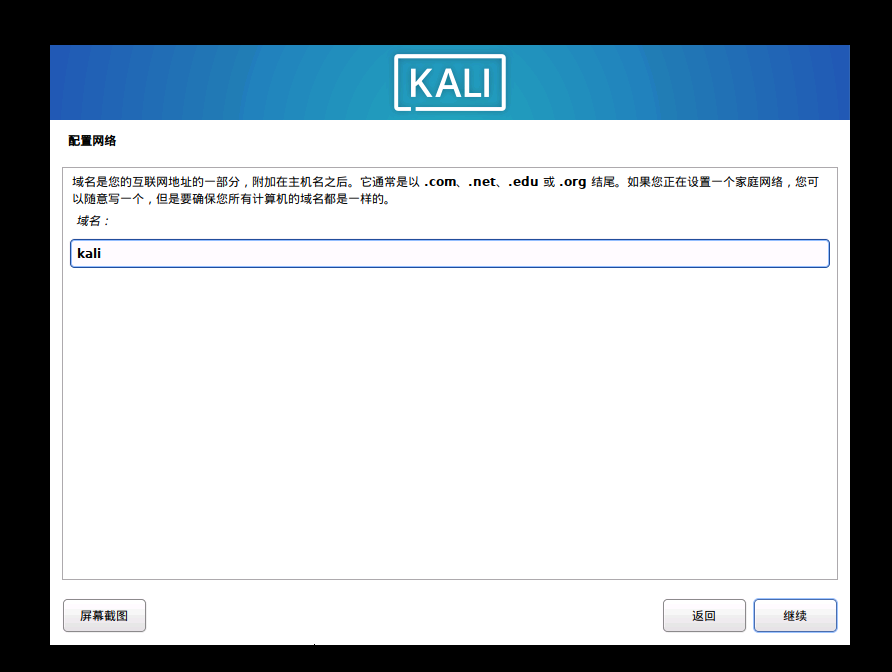 KALI
配置网络
域名是您的互联网地址的一部分，附加在主机名之后。它通常是以 .com、.net、.edu 或 .org 结尾。如果您正在设置一个家庭网络，您可
以随意写一个，但是要确保您所有计算机的域名都是一样的。
域名：
kali
屏幕截图 返回 继续